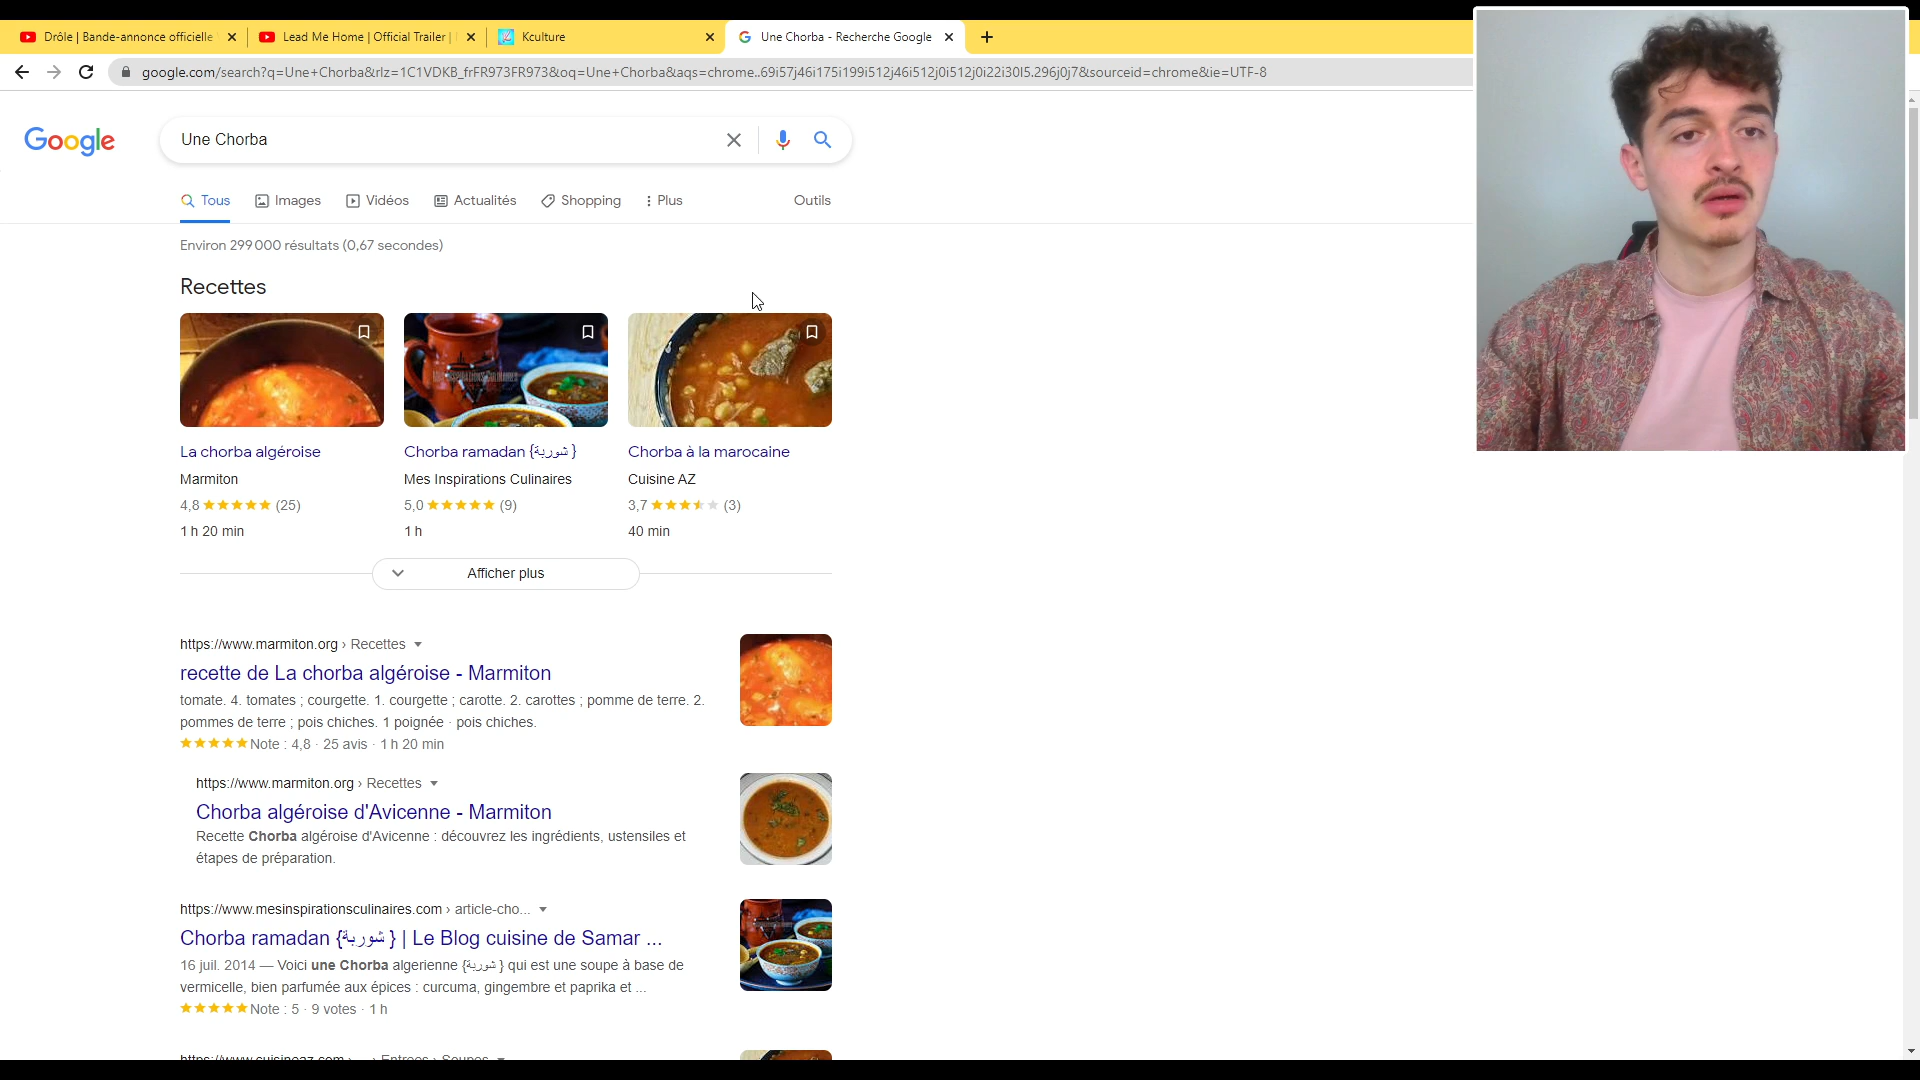 Drôle | Bande-annonce officielle
Lead Me Home | Official Trailer |
Kculture
Une Chorba - Recherche Google
google.com/search?q=Une+Chorba&rlz=1C1VDKB_frFR973FR973&oq=Une+Chorba&aqs=chrome..69i57j46i175i199i512j46i512j0i512j0i22i30l5.296j0j7&sourceid=chrome&ie=UTF-8
Google
Une Chorba
Tous Images Vidéos Actualités Shopping Plus Outils
Environ 299 000 résultats (0,67 secondes)
Recettes
La chorba algéroise
Marmiton
4,8 (25)
1 h 20 min
Chorba ramadan {شوربة }
Mes Inspirations Culinaires
5,0 (9)
1 h
Chorba à la marocaine
Cuisine AZ
3,7 (3)
40 min
Afficher plus
https://www.marmiton.org › Recettes
recette de La chorba algéroise - Marmiton
tomate. 4. tomates ; courgette. 1. courgette ; carotte. 2. carottes ; pomme de terre. 2.
pommes de terre ; pois chiches. 1 poignée · pois chiches.
Note : 4,8 · 25 avis · 1 h 20 min
https://www.marmiton.org › Recettes
Chorba algéroise d'Avicenne - Marmiton
Recette Chorba algéroise d'Avicenne : découvrez les ingrédients, ustensiles et
étapes de préparation.
https://www.mesinspirationsculinaires.com › article-cho...
Chorba ramadan {شوربة } | Le Blog cuisine de Samar ...
16 juil. 2014 — Voici une Chorba algerienne {شوربة } qui est une soupe à base de
vermicelle, bien parfumée aux épices : curcuma, gingembre et paprika et ...
Note : 5 · 9 votes · 1 h
https://www.cuisineaz.com › ... › Entrees › Soupes